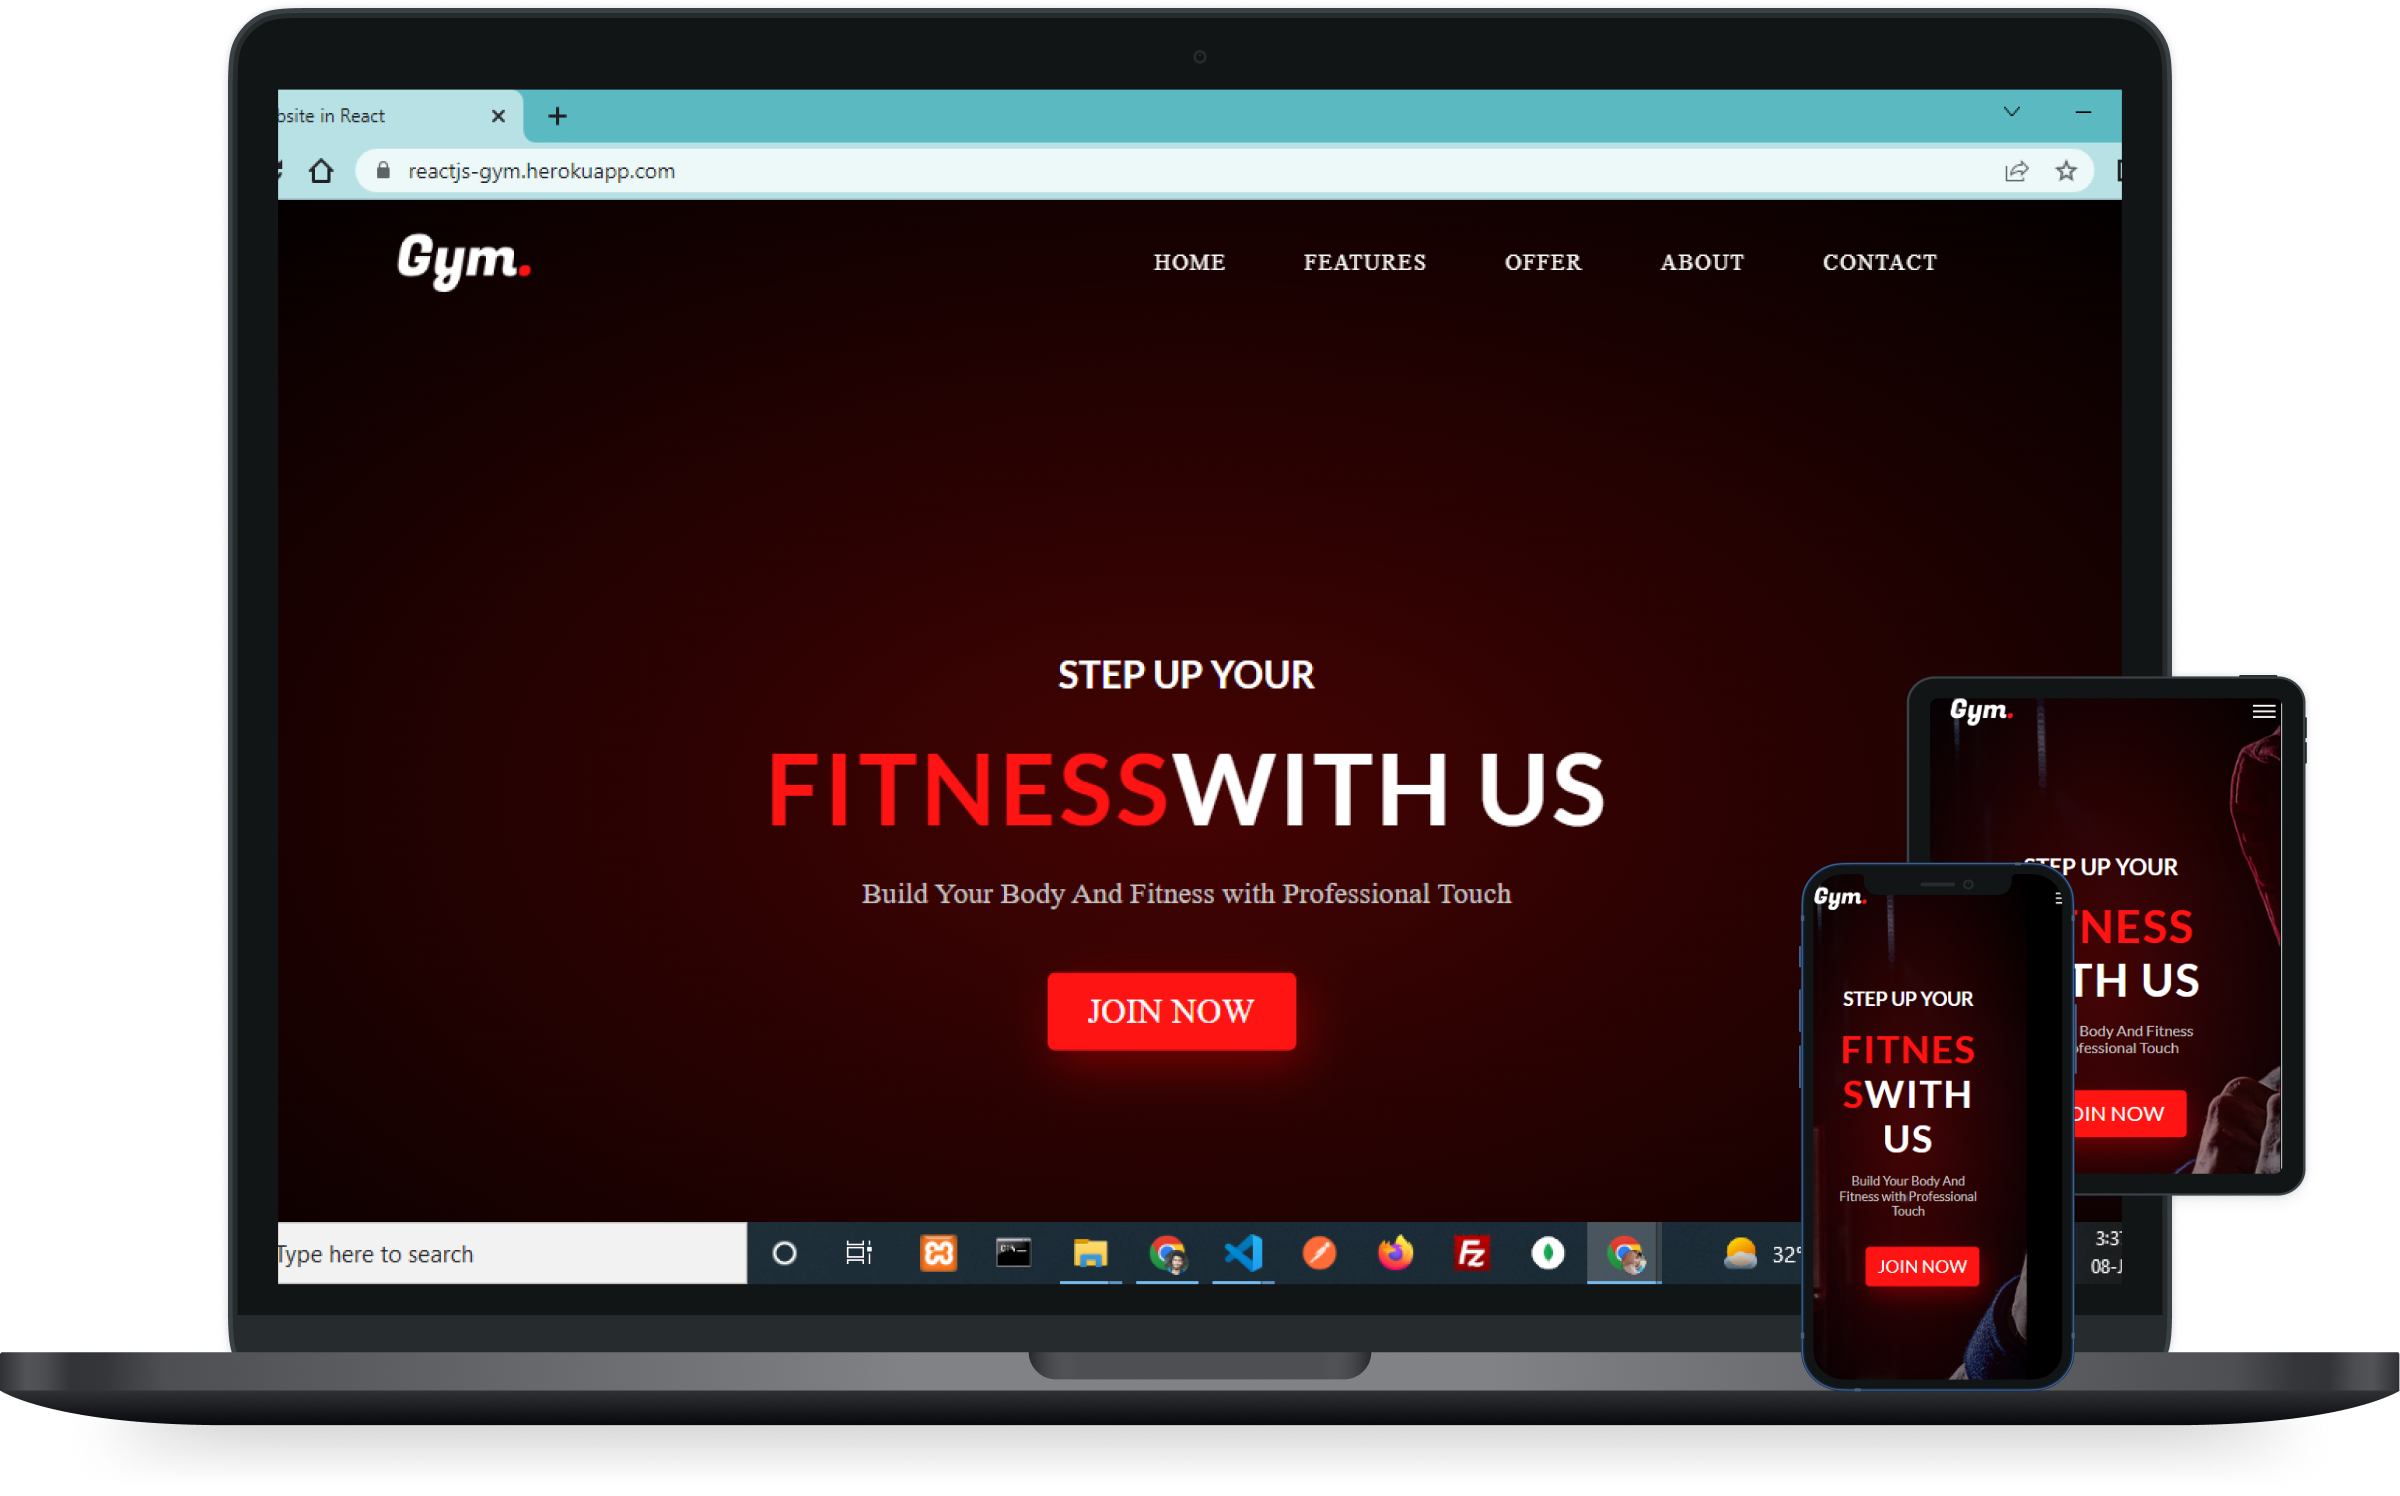 bsite in React
reactjs-gym.herokuapp.com
Gym.
HOME FEATURES OFFER ABOUT CONTACT
STEP UP YOUR
FITNESSWITH US
Build Your Body And Fitness with Professional Touch
JOIN NOW
Type here to search
32°
3:3
08-J
Gym.
STEP UP YOUR
TNESS
TH US
Body And Fitness
ofessional Touch
OIN NOW
Gym.
STEP UP YOUR
FITNES
SWITH
US
Build Your Body And
Fitness with Professional
Touch
JOIN NOW